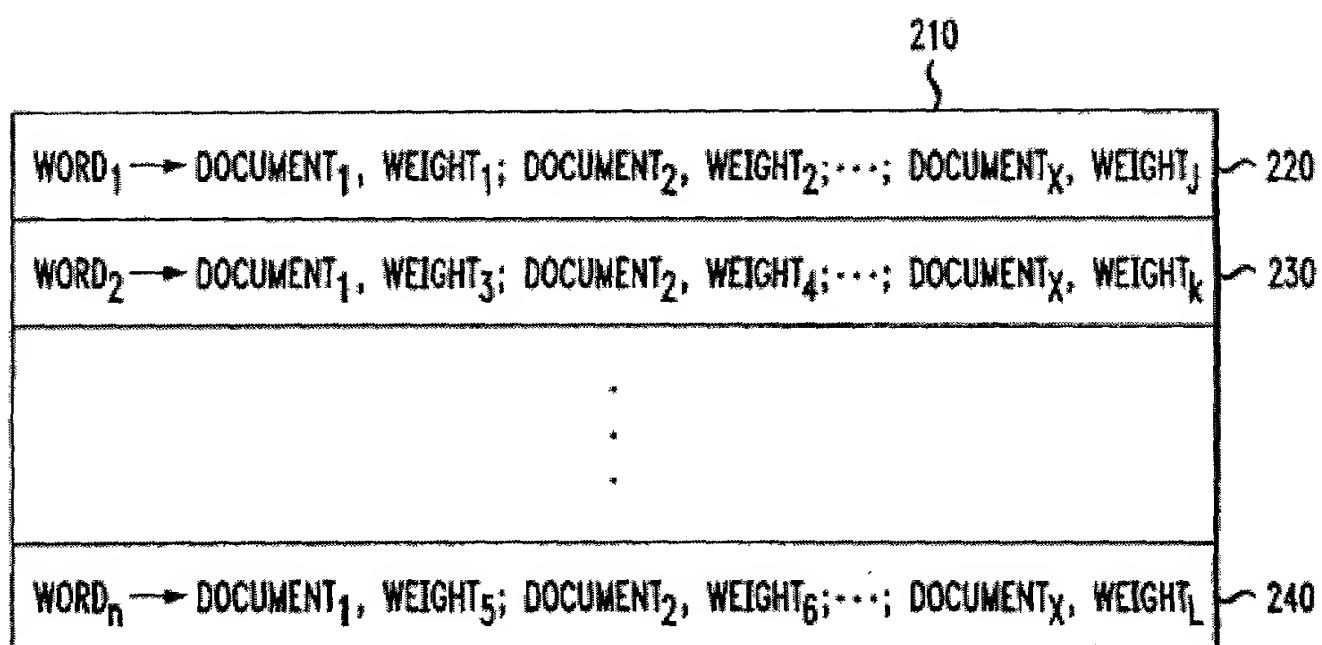 210
WORD₁ → DOCUMENT₁, WEIGHT₁; DOCUMENT₂, WEIGHT₂;···; DOCUMENTₓ, WEIGHTⱼ 220
WORD₂ → DOCUMENT₁, WEIGHT₃; DOCUMENT₂, WEIGHT₄;···; DOCUMENTₓ, WEIGHTₖ 230
WORDₙ → DOCUMENT₁, WEIGHT₅; DOCUMENT₂, WEIGHT₆;···; DOCUMENTₓ, WEIGHT_L 240